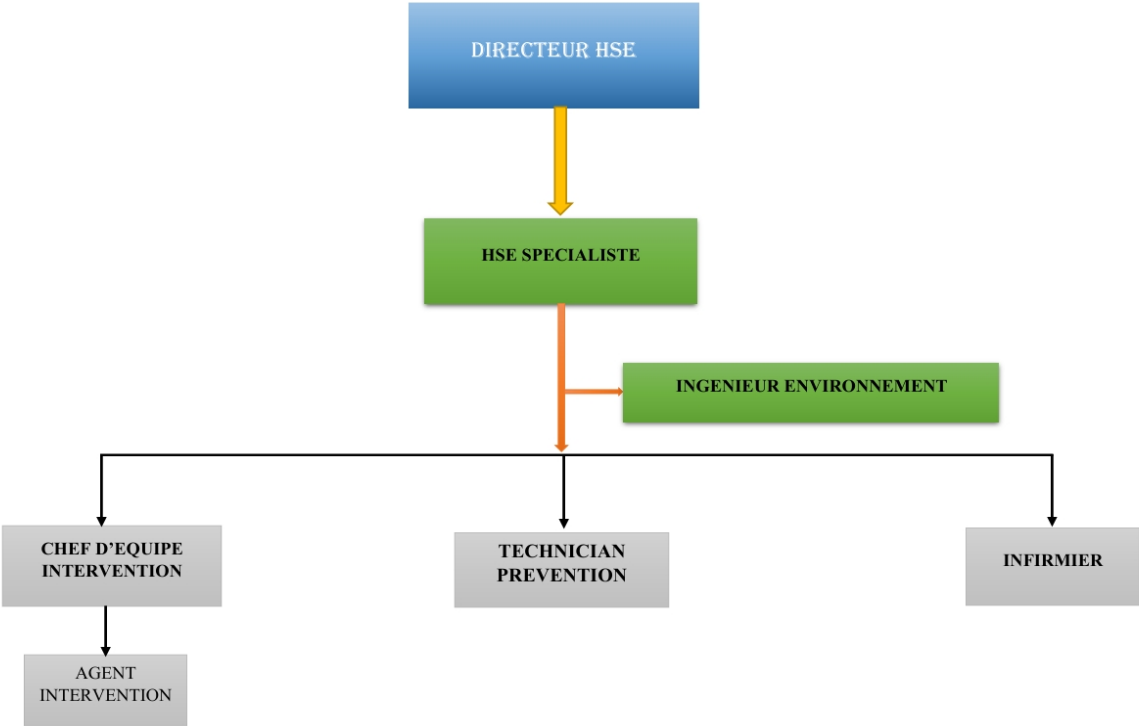 DIRECTEUR HSE
HSE SPECIALISTE
INGENIEUR ENVIRONNEMENT
CHEF D’EQUIPE
INTERVENTION
TECHNICIAN
PREVENTION
INFIRMIER
AGENT
INTERVENTION